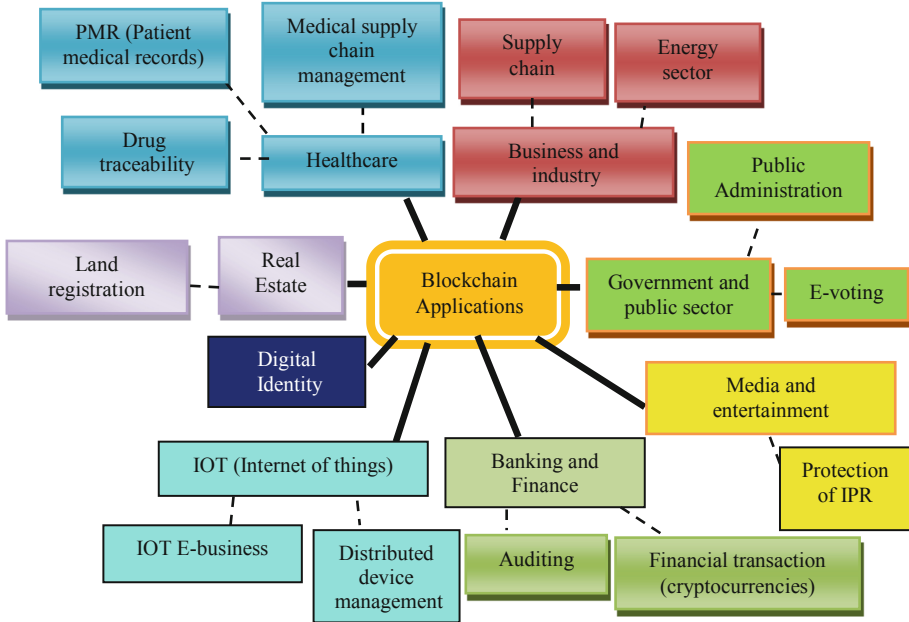 PMR (Patient
medical records)
Medical supply
chain
management
Supply
chain
Energy
sector
Drug
traceability
Healthcare
Business and
industry
Public
Administration
Land
registration
Real
Estate
Blockchain
Applications
Government and
public sector
E-voting
Digital
Identity
Media and
entertainment
IOT (Internet of things)
Banking and
Finance
Protection
of IPR
IOT E-business
Distributed
device
management
Auditing
Financial transaction
(cryptocurrencies)